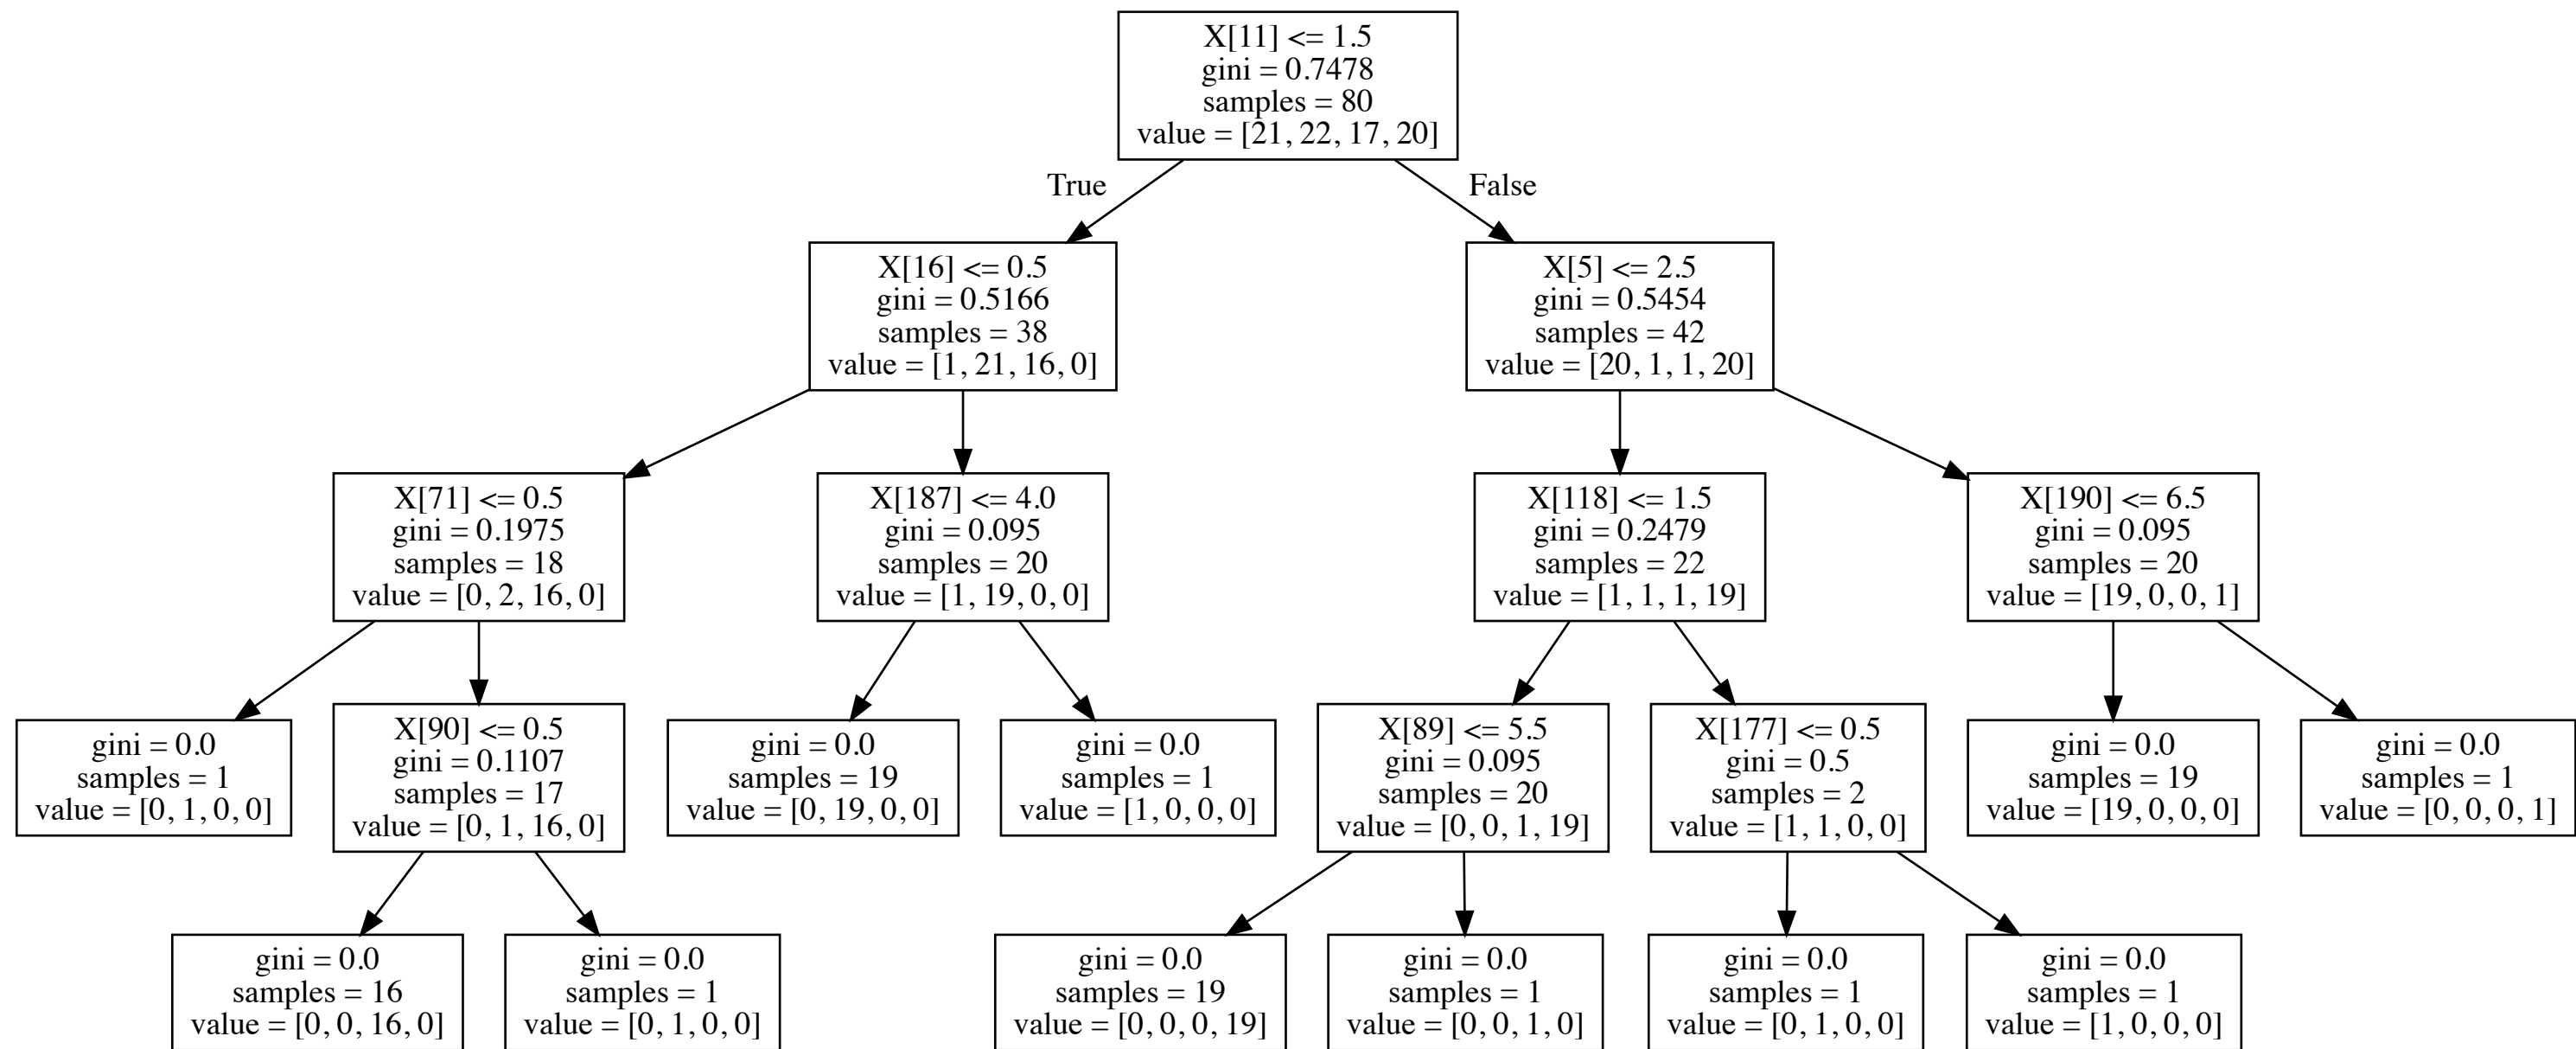 X[11] <= 1.5
gini = 0.7478
samples = 80
value = [21, 22, 17, 20]
True
False
X[16] <= 0.5
gini = 0.5166
samples = 38
value = [1, 21, 16, 0]
X[5] <= 2.5
gini = 0.5454
samples = 42
value = [20, 1, 1, 20]
X[71] <= 0.5
gini = 0.1975
samples = 18
value = [0, 2, 16, 0]
X[187] <= 4.0
gini = 0.095
samples = 20
value = [1, 19, 0, 0]
X[118] <= 1.5
gini = 0.2479
samples = 22
value = [1, 1, 1, 19]
X[190] <= 6.5
gini = 0.095
samples = 20
value = [19, 0, 0, 1]
gini = 0.0
samples = 1
value = [0, 1, 0, 0]
X[90] <= 0.5
gini = 0.1107
samples = 17
value = [0, 1, 16, 0]
gini = 0.0
samples = 19
value = [0, 19, 0, 0]
gini = 0.0
samples = 1
value = [1, 0, 0, 0]
X[89] <= 5.5
gini = 0.095
samples = 20
value = [0, 0, 1, 19]
X[177] <= 0.5
gini = 0.5
samples = 2
value = [1, 1, 0, 0]
gini = 0.0
samples = 19
value = [19, 0, 0, 0]
gini = 0.0
samples = 1
value = [0, 0, 0, 1]
gini = 0.0
samples = 16
value = [0, 0, 16, 0]
gini = 0.0
samples = 1
value = [0, 1, 0, 0]
gini = 0.0
samples = 19
value = [0, 0, 0, 19]
gini = 0.0
samples = 1
value = [0, 0, 1, 0]
gini = 0.0
samples = 1
value = [0, 1, 0, 0]
gini = 0.0
samples = 1
value = [1, 0, 0, 0]